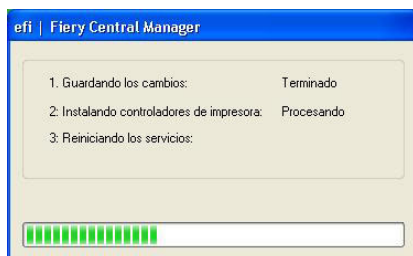 efi | Fiery Central Manager
1. Guardando los cambios: Terminado
2: Instalando controladores de impresora: Procesando
3: Reiniciando los servicios: